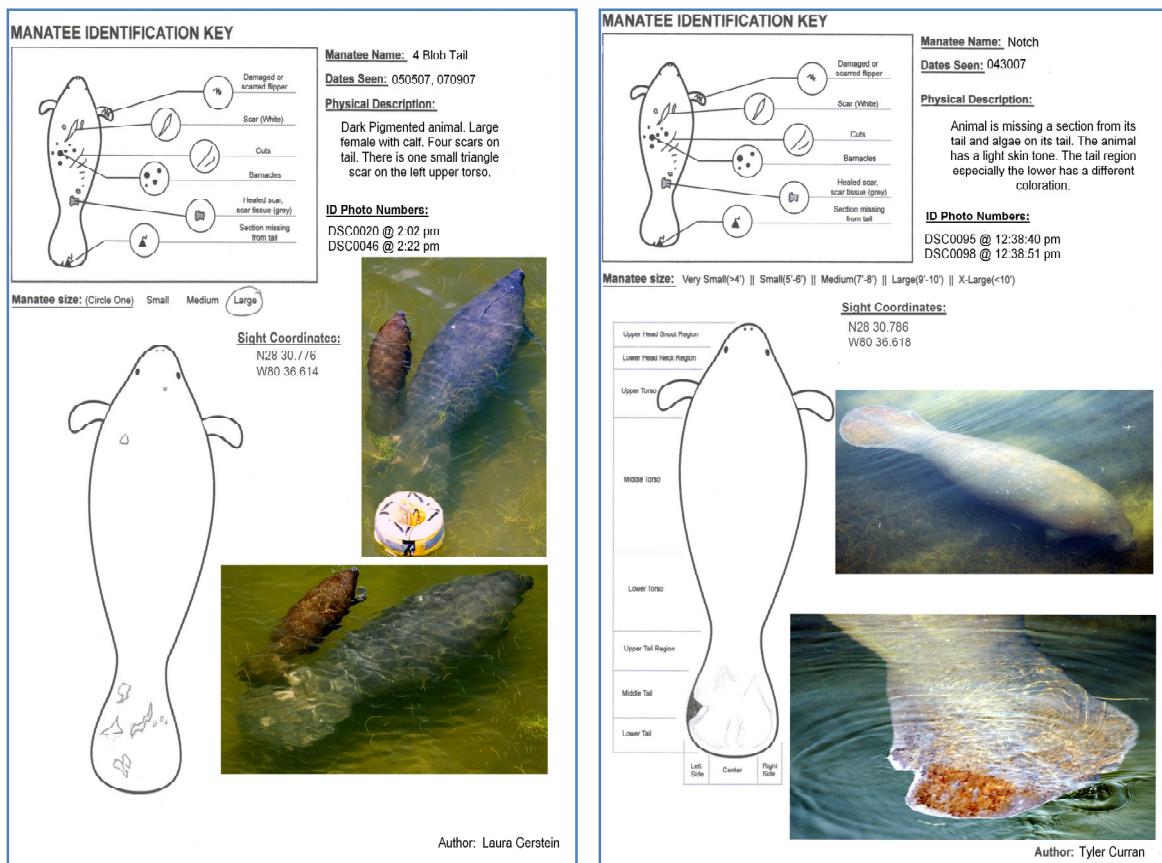 MANATEE IDENTIFICATION KEY
Damaged or
scarred flipper
Scar (White)
Cuts
Barnacles
Healed scar,
scar tissue (grey)
Section missing
from tail
Manatee Name: 4 Blob Tail
Dates Seen: 050507, 070907
Physical Description:
Dark Pigmented animal. Large
female with calf. Four scars on
tail. There is one small triangle
scar on the left upper torso.
ID Photo Numbers:
DSC0020 @ 2:02 pm
DSC0046 @ 2:22 pm
Manatee size: (Circle One) Small Medium Large
Sight Coordinates:
N28 30.776
W80 36.614
Author: Laura Gerstein
MANATEE IDENTIFICATION KEY
Damaged or
scarred flipper
Scar (White)
Cuts
Barnacles
Healed scar,
scar tissue (grey)
Section missing
from tail
Manatee Name: Notch
Dates Seen: 043007
Physical Description:
Animal is missing a section from its
tail and algae on its tail. The animal
has a light skin tone. The tail region
especially the lower has a different
coloration.
ID Photo Numbers:
DSC0095 @ 12:38:40 pm
DSC0098 @ 12:38:51 pm
Manatee size: Very Small(>4') || Small(5'-6') || Medium(7'-8') || Large(9'-10') || X-Large(<10')
Sight Coordinates:
N28 30.786
W80 36.618
Upper Head Snout Region
Lower Head Neck Region
Upper Torso
Middle Torso
Lower Torso
Upper Tail Region
Middle Tail
Lower Tail
Left
Side
Center
Right
Side
Author: Tyler Curran